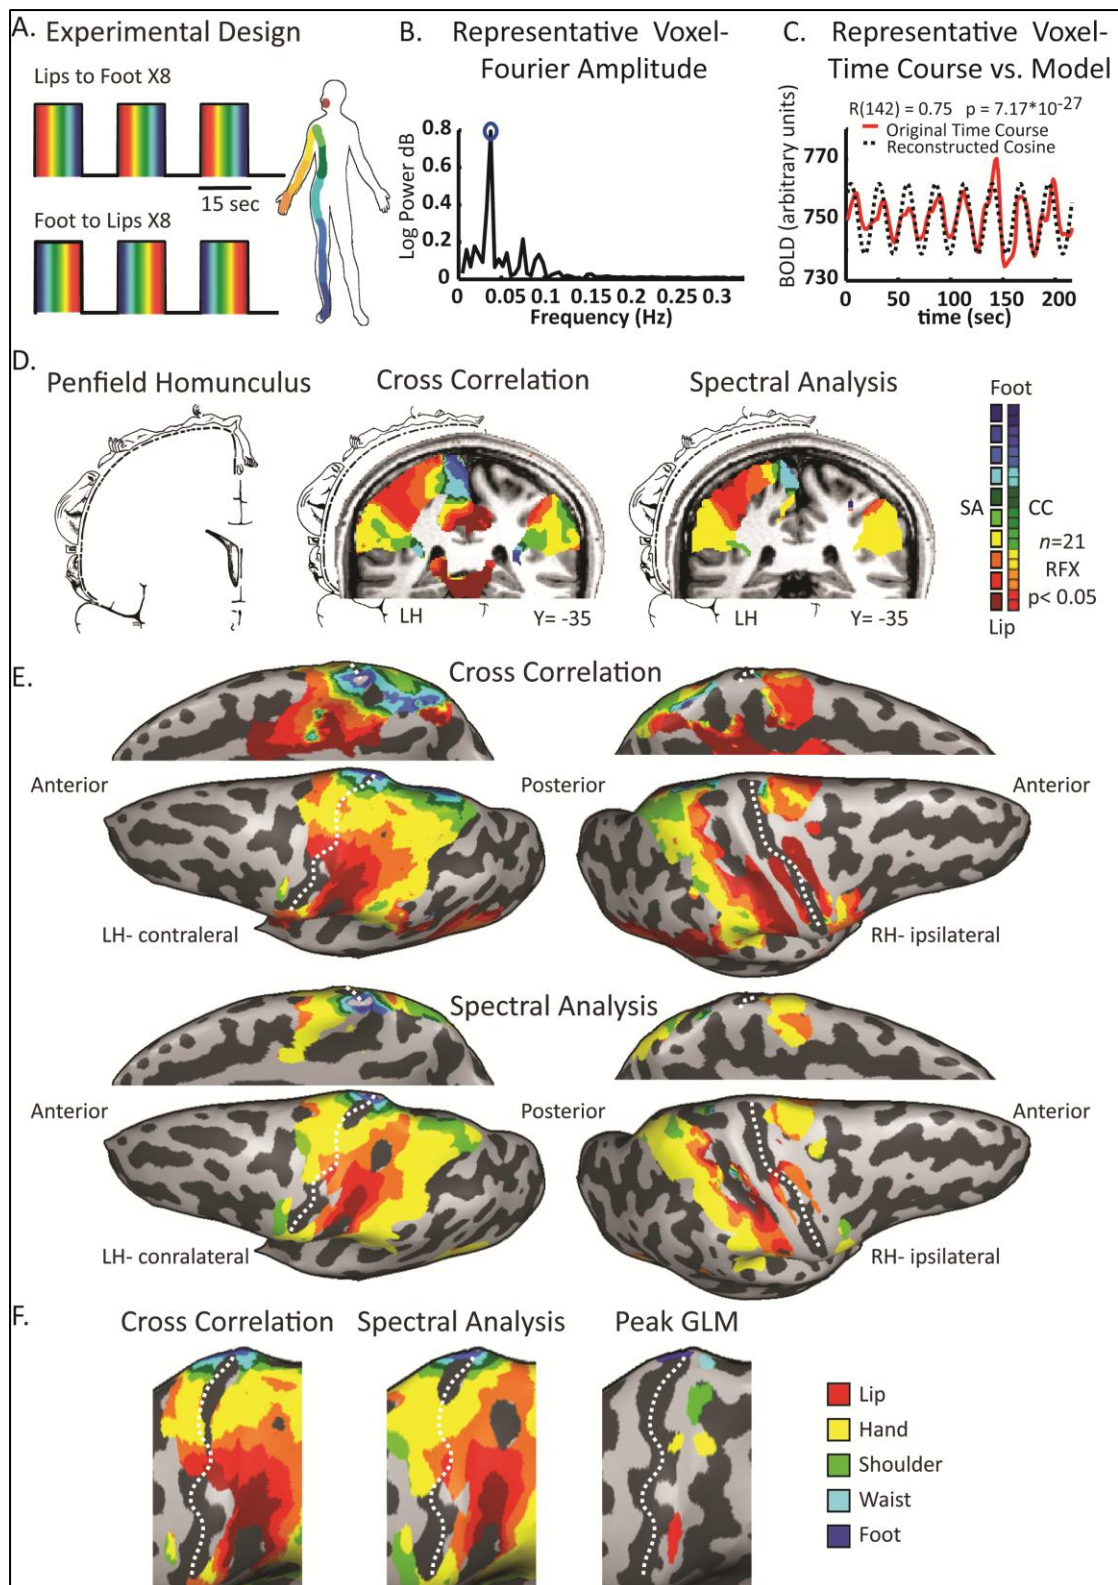 A. Experimental Design
Lips to Foot X8
15 sec
Foot to Lips X8
B. Representative Voxel-
Fourier Amplitude
Log Power dB
0.8
0.6
0.4
0.2
0
0 0.05 0.1 0.15 0.2 0.25 0.3
Frequency (Hz)
C. Representative Voxel-
Time Course vs. Model
R(142) = 0.75 p = 7.17*10-27
Original Time Course
Reconstructed Cosine
BOLD (arbitrary units)
770
750
730
0 50 100 150 200
time (sec)
D.
Penfield Homunculus
Cross Correlation
Spectral Analysis
LH Y= -35
LH Y= -35
Foot
SA CC
n=21
RFX
p< 0.05
Lip
E.
Cross Correlation
Anterior Posterior Anterior
LH- contraleral RH- ipsilateral
Spectral Analysis
Anterior Posterior Anterior
LH- conralateral RH- ipsilateral
F.
Cross Correlation Spectral Analysis Peak GLM
Lip
Hand
Shoulder
Waist
Foot